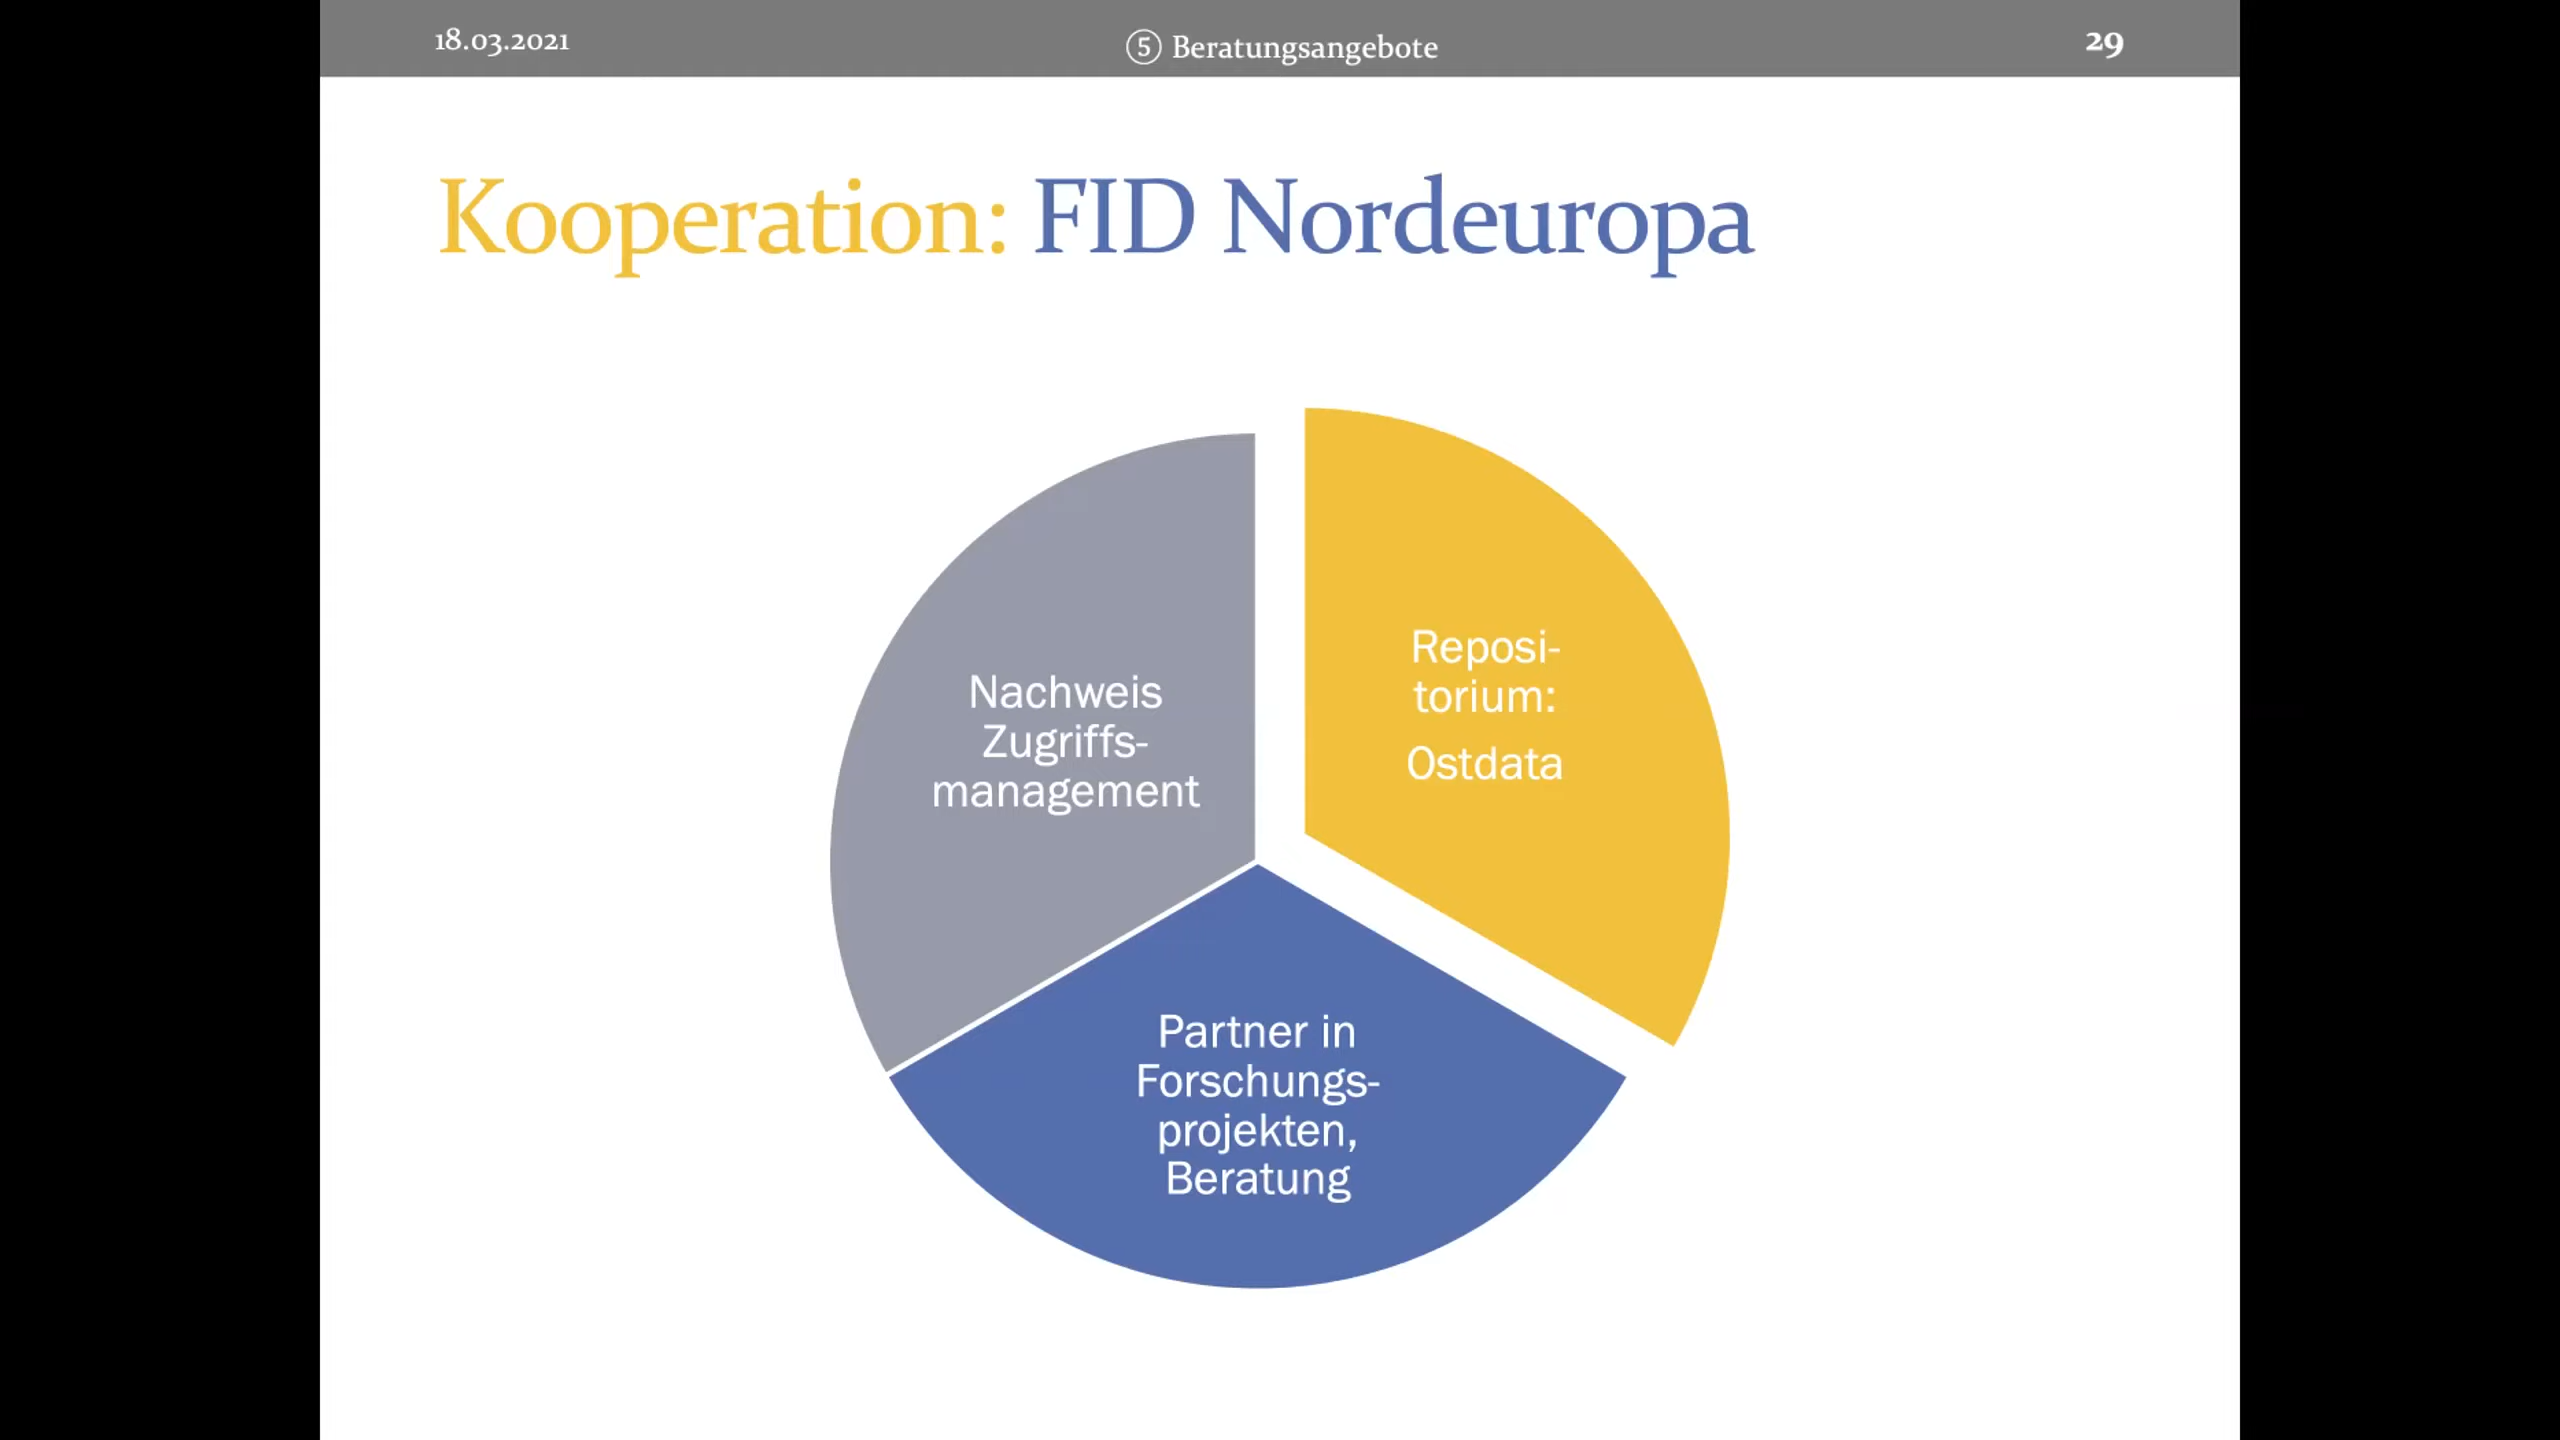 18.03.2021
⑤ Beratungsangebote
29
Kooperation: FID Nordeuropa
Reposi-
torium:
Ostdata
Nachweis
Zugriffs-
management
Partner in
Forschungs-
projekten,
Beratung